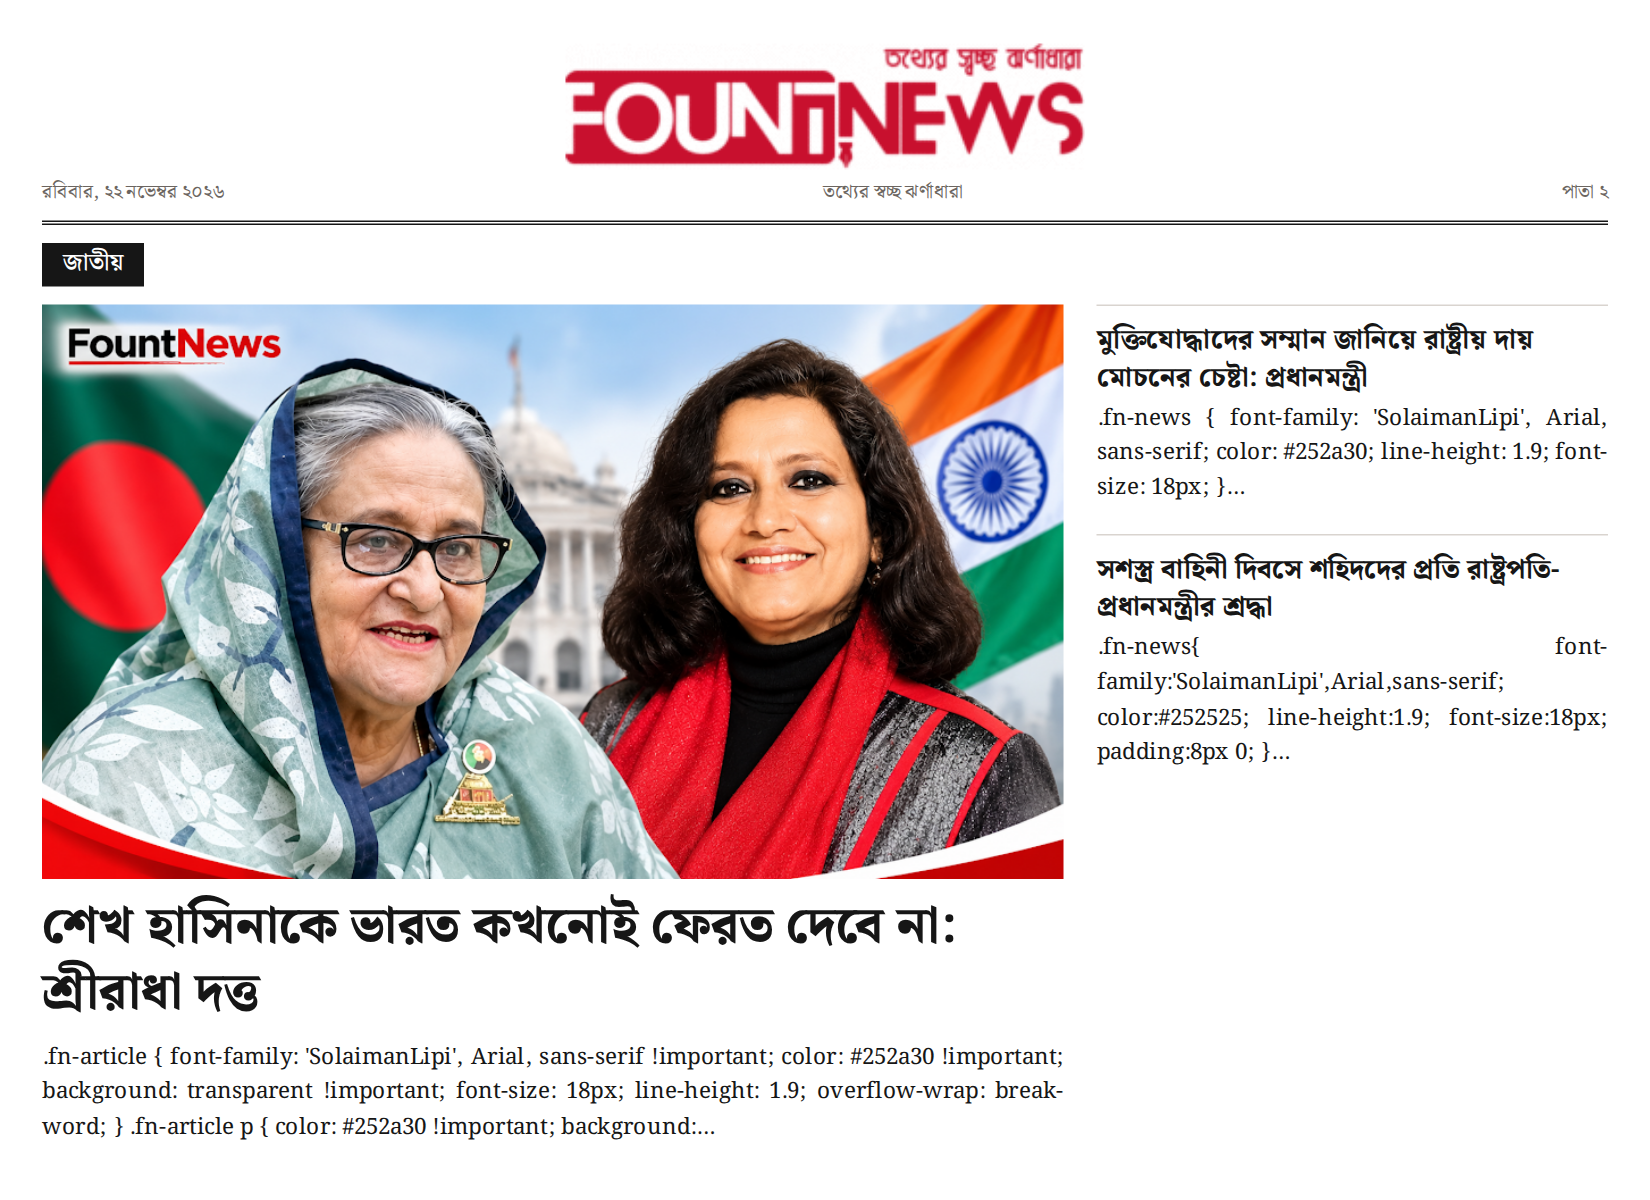 তথ্যের স্বচ্ছ ঝর্ণাধারা
FOUNTNEWS
রবিবার, ২২ নভেম্বর ২০২৬
তথ্যের স্বচ্ছ ঝর্ণাধারা
পাতা ২
জাতীয়
FountNews
শেখ হাসিনাকে ভারত কখনোই ফেরত দেবে না:
শ্রীরাধা দত্ত
.fn-article { font-family: 'SolaimanLipi', Arial, sans-serif !important; color: #252a30 !important;
background: transparent !important; font-size: 18px; line-height: 1.9; overflow-wrap: break-
word; } .fn-article p { color: #252a30 !important; background:...
মুক্তিযোদ্ধাদের সম্মান জানিয়ে রাষ্ট্রীয় দায়
মোচনের চেষ্টা: প্রধানমন্ত্রী
.fn-news { font-family: 'SolaimanLipi', Arial,
sans-serif; color: #252a30; line-height: 1.9; font-
size: 18px; }...
সশস্ত্র বাহিনী দিবসে শহিদদের প্রতি রাষ্ট্রপতি-
প্রধানমন্ত্রীর শ্রদ্ধা
.fn-news{ font-
family:'SolaimanLipi',Arial,sans-serif;
color:#252525; line-height:1.9; font-size:18px;
padding:8px 0; }...